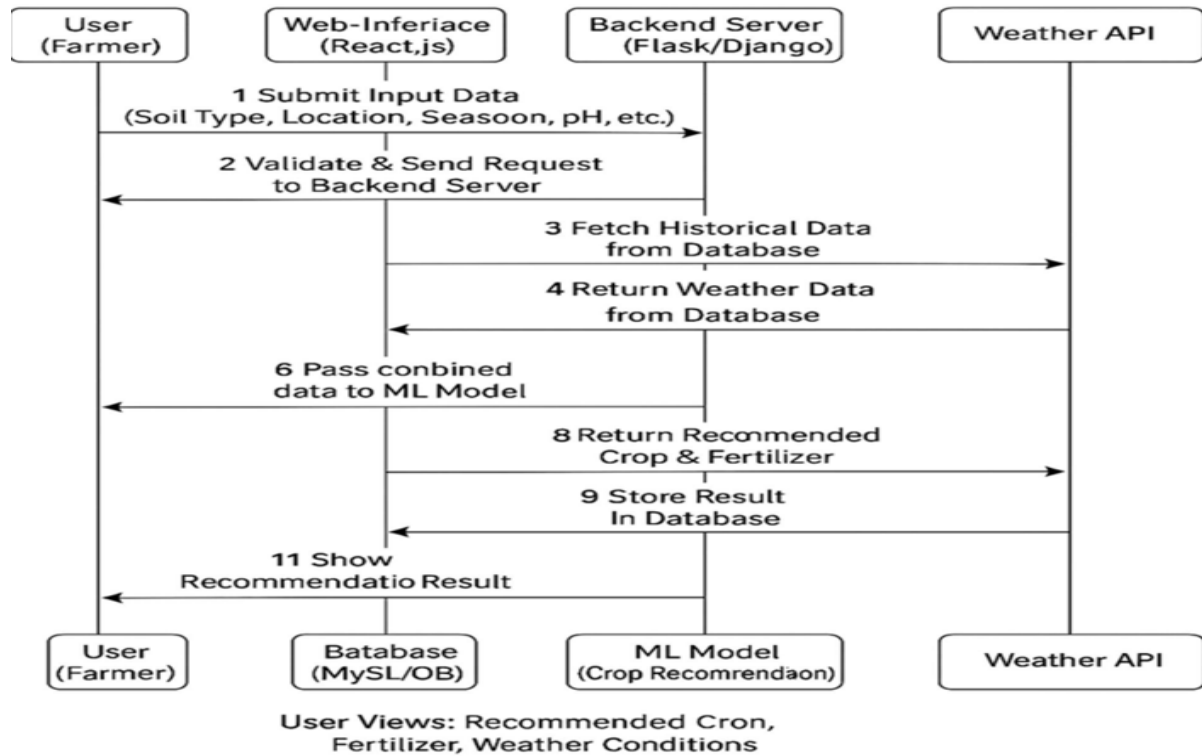 User
(Farmer)
Web-Inferiace
(React,js)
Backend Server
(Flask/Django)
Weather API
1 Submit Input Data
(Soil Type, Location, Seasoon, pH, etc.)
2 Validate & Send Request
to Backend Server
3 Fetch Historical Data
from Database
4 Return Weather Data
from Database
6 Pass conbined
data to ML Model
8 Return Recommended
Crop & Fertilizer
9 Store Result
In Database
11 Show
Recommendatio Result
User
(Farmer)
Batabase
(MySL/OB)
ML Model
(Crop Recomrendaon)
Weather API
User Views: Recommended Cron,
Fertilizer, Weather Conditions